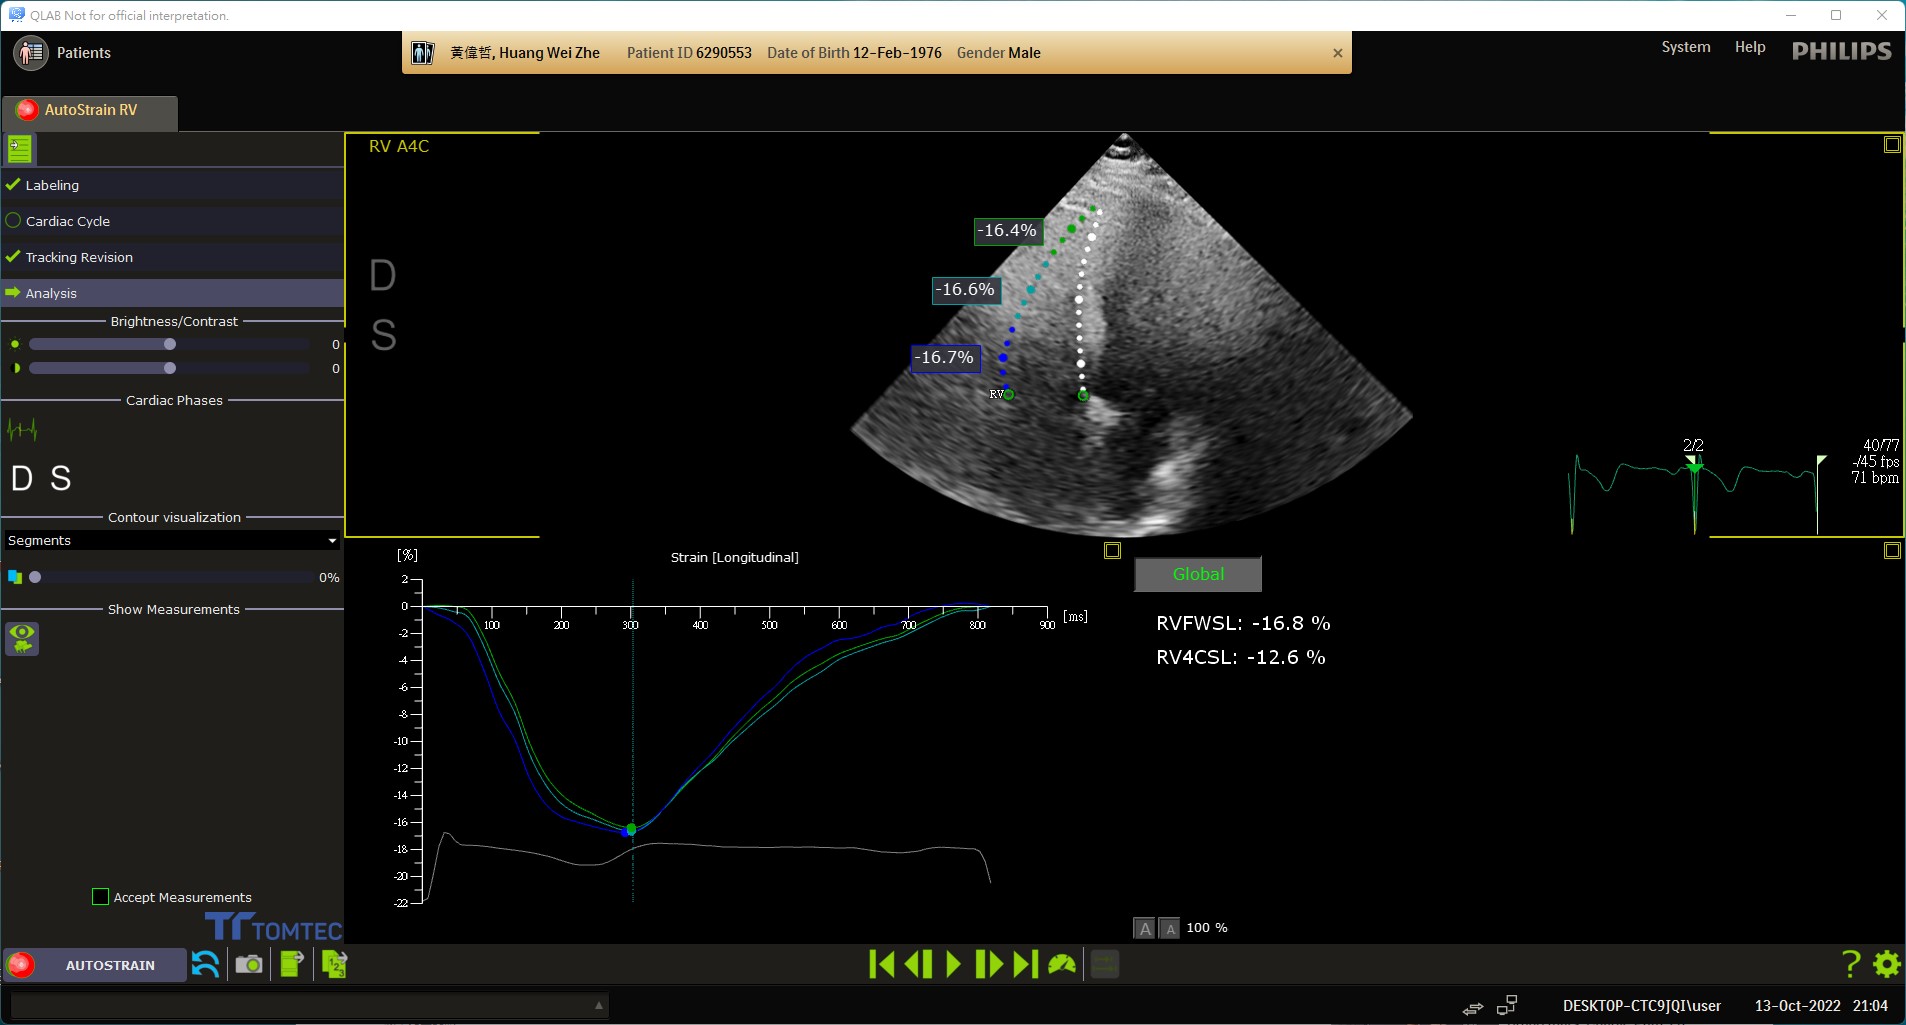 QLAB Not for official interpretation.
Patients
黃偉哲, Huang Wei Zhe Patient ID 6290553 Date of Birth 12-Feb-1976 Gender Male
System Help PHILIPS
AutoStrain RV
Labeling
Cardiac Cycle
Tracking Revision
Analysis
Brightness/Contrast
0
0
Cardiac Phases
D S
Contour visualization
Segments
0%
Show Measurements
Accept Measurements
TOMTEC
RV A4C
D
S
-16.4%
-16.6%
-16.7%
RV
2/2
40/77
-/45 fps
71 bpm
[%]
Strain [Longitudinal]
2
0
-2
-4
-6
-8
-10
-12
-14
-16
-18
-20
-22
100 200 300 400 500 600 700 800 900 [ms]
Global
RVFWSL: -16.8 %
RV4CSL: -12.6 %
A A 100 %
AUTOSTRAIN
1 2 3
?
DESKTOP-CTC9JQI\user 13-Oct-2022 21:04